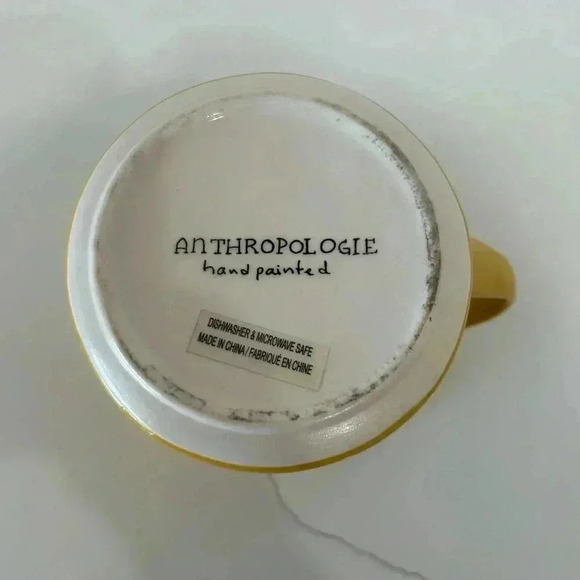 ANTHROPOLOGIE
hand painted
DISHWASHER & MICROWAVE SAFE
MADE IN CHINA / FABRIQUÉ EN CHINE